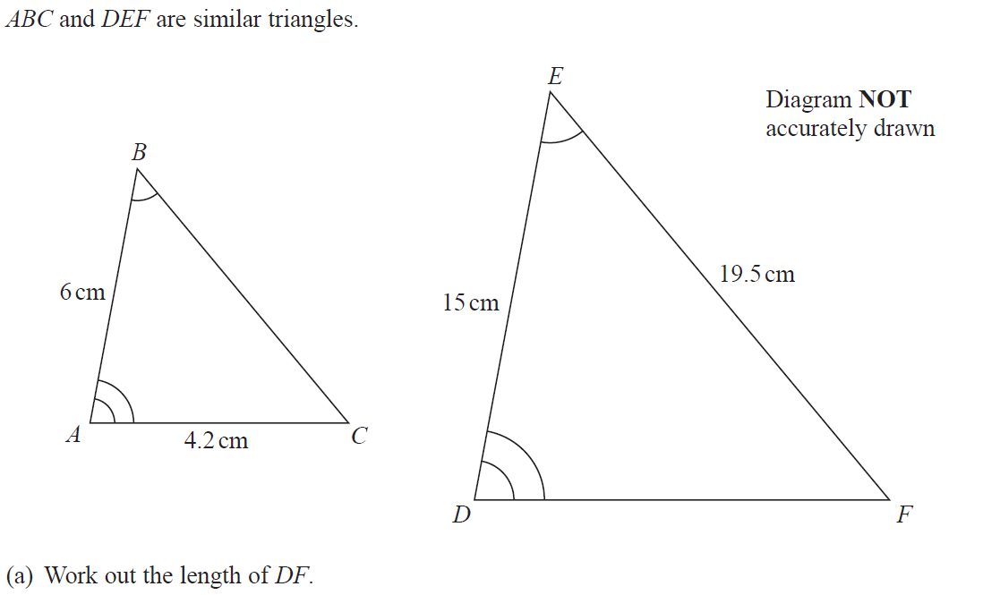 ABC and DEF are similar triangles.
E
Diagram NOT
accurately drawn
B
19.5 cm
6 cm
15 cm
A
4.2 cm
C
D
F
(a) Work out the length of DF.